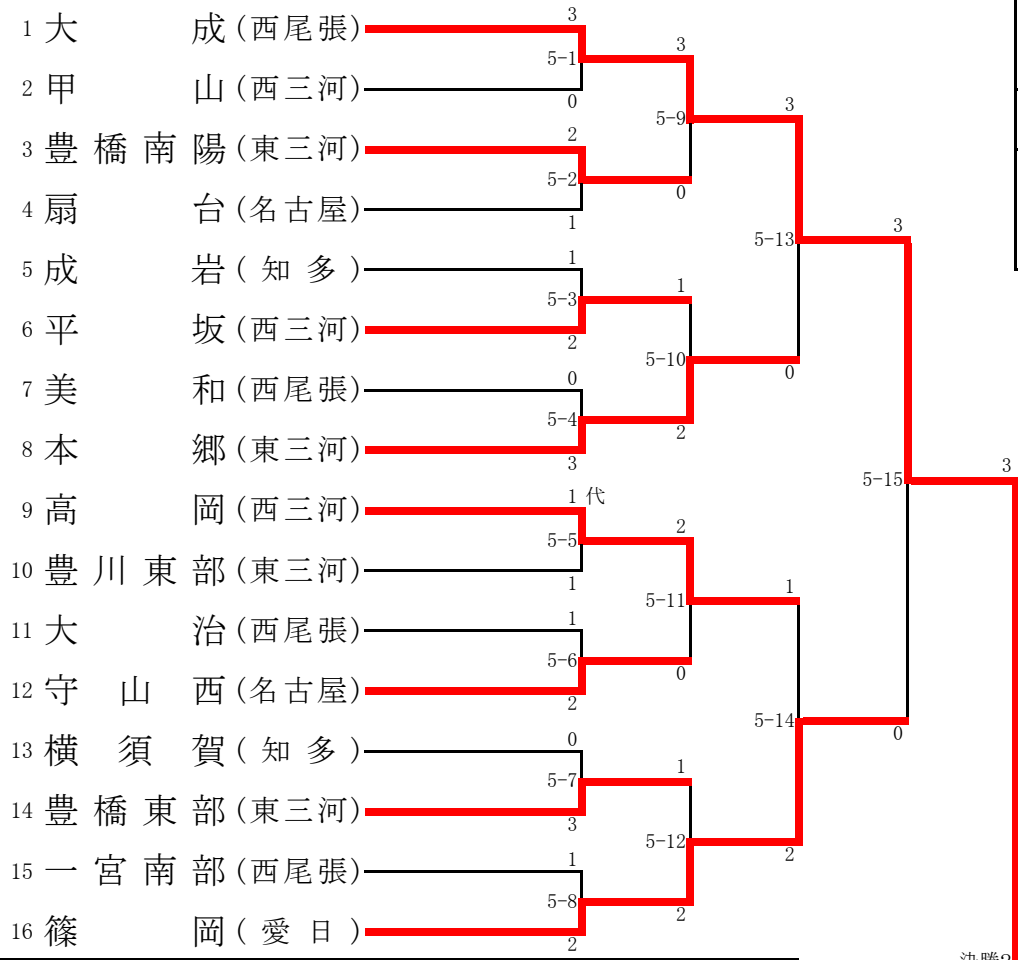 1 大成(西尾張)
2 甲山(西三河)
3 豊橋南陽(東三河)
4 扇台(名古屋)
5 成岩(知多)
6 平坂(西三河)
7 美和(西尾張)
8 本郷(東三河)
9 高岡(西三河)
10 豊川東部(東三河)
11 大治(西尾張)
12 守山西(名古屋)
13 横須賀(知多)
14 豊橋東部(東三河)
15 一宮南部(西尾張)
16 篠岡(愛日)
3
5-1
0
2
5-2
1
1
5-3
2
0
5-4
3
1 代
5-5
1
1
5-6
2
0
5-7
3
1
5-8
2
3
5-9
0
1
5-10
2
2
5-11
0
1
5-12
2
3
5-13
0
1
5-14
2
3
5-15
0
3